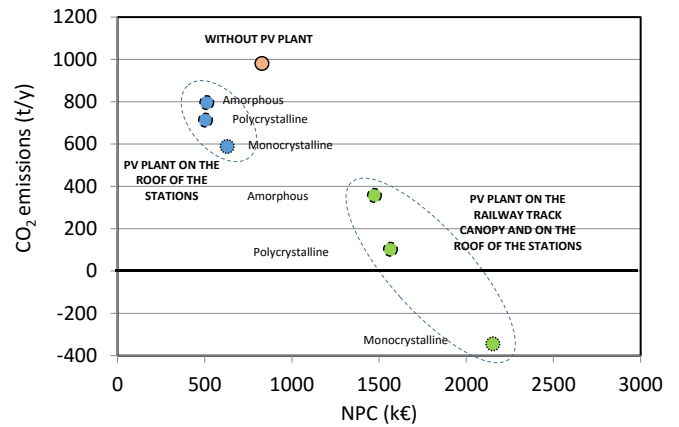 1200
1000
800
600
400
200
0
-200
-400
CO2 emissions (t/y)
WITHOUT PV PLANT
Amorphous
Polycrystalline
Monocrystalline
PV PLANT ON THE
ROOF OF THE
STATIONS
Amorphous
PV PLANT ON THE
RAILWAY TRACK
CANOPY AND ON THE
ROOF OF THE STATIONS
Polycrystalline
Monocrystalline
0 500 1000 1500 2000 2500 3000
NPC (k€)